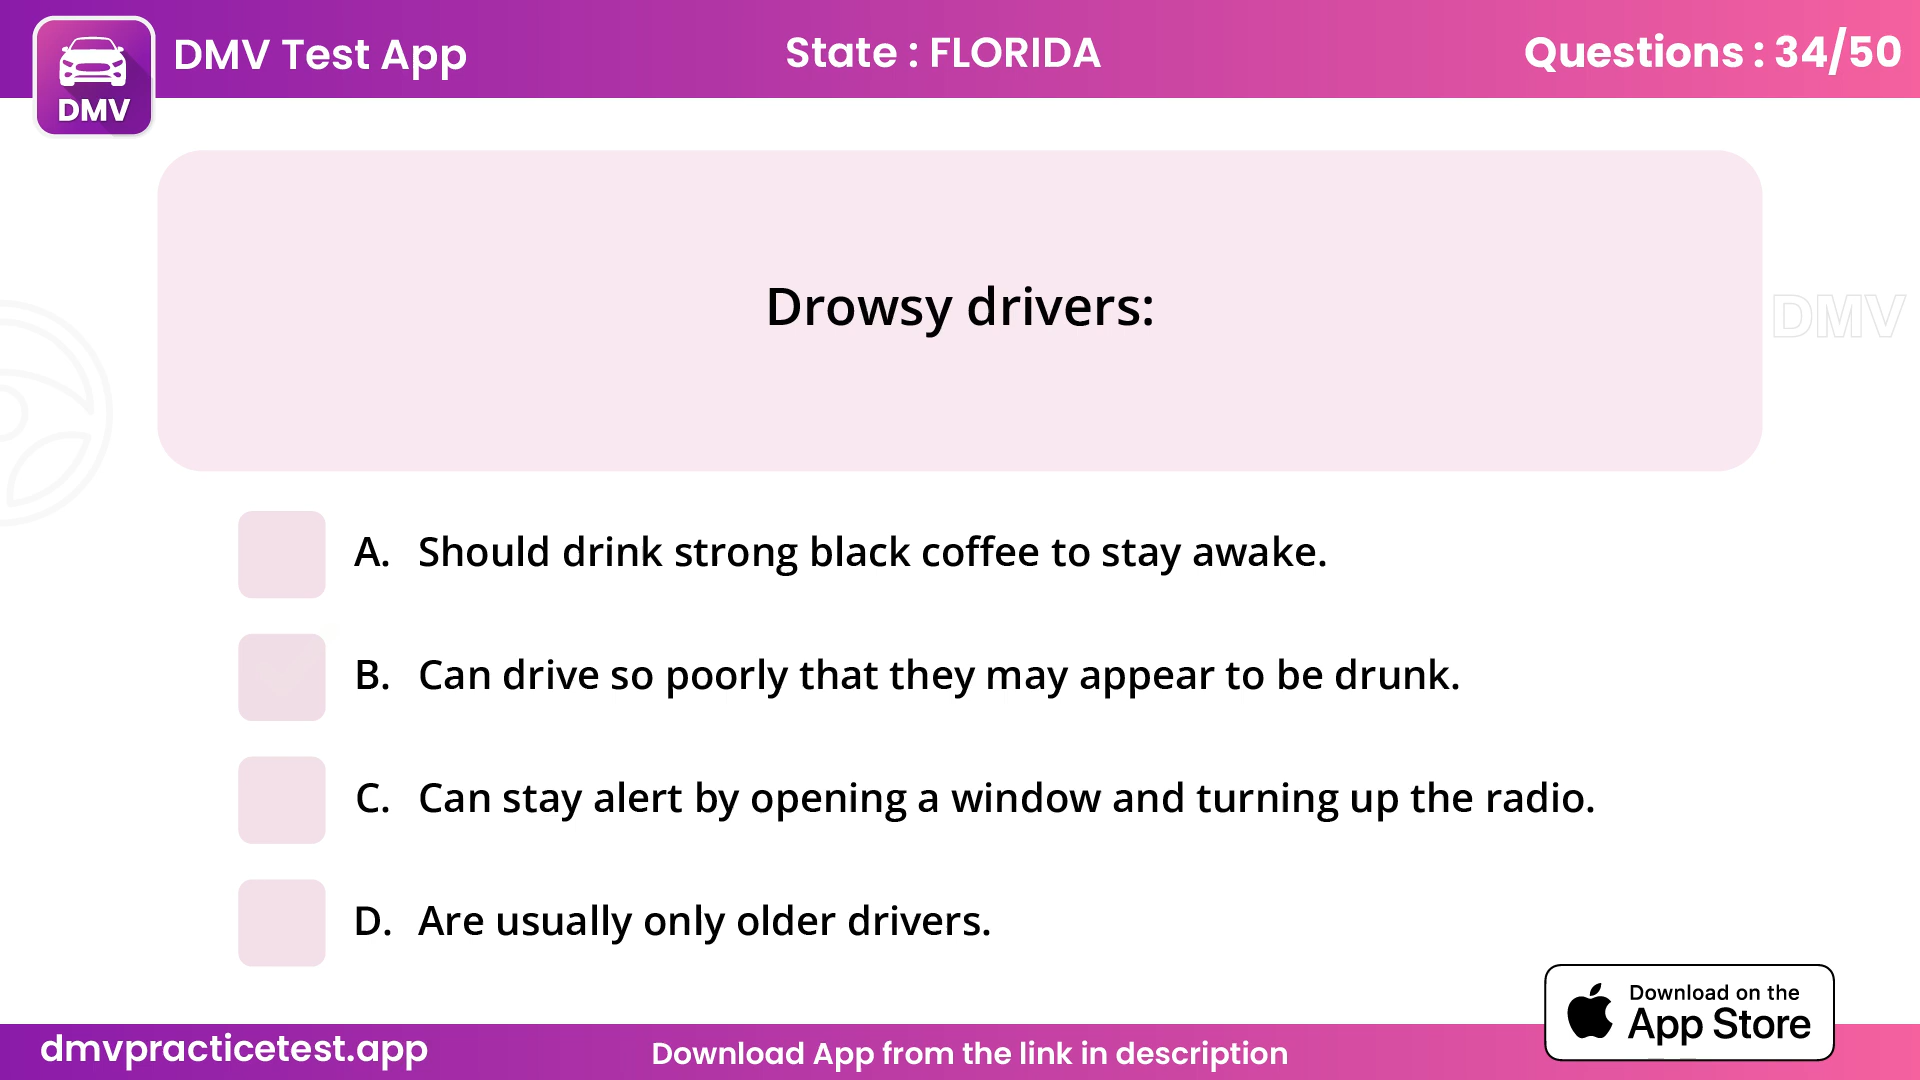 DMV
DMV Test App
State : FLORIDA
Questions : 34/50
Drowsy drivers:
DMV
A. Should drink strong black coffee to stay awake.
B. Can drive so poorly that they may appear to be drunk.
C. Can stay alert by opening a window and turning up the radio.
D. Are usually only older drivers.
dmvpracticetest.app
Download App from the link in description
Download on the
App Store